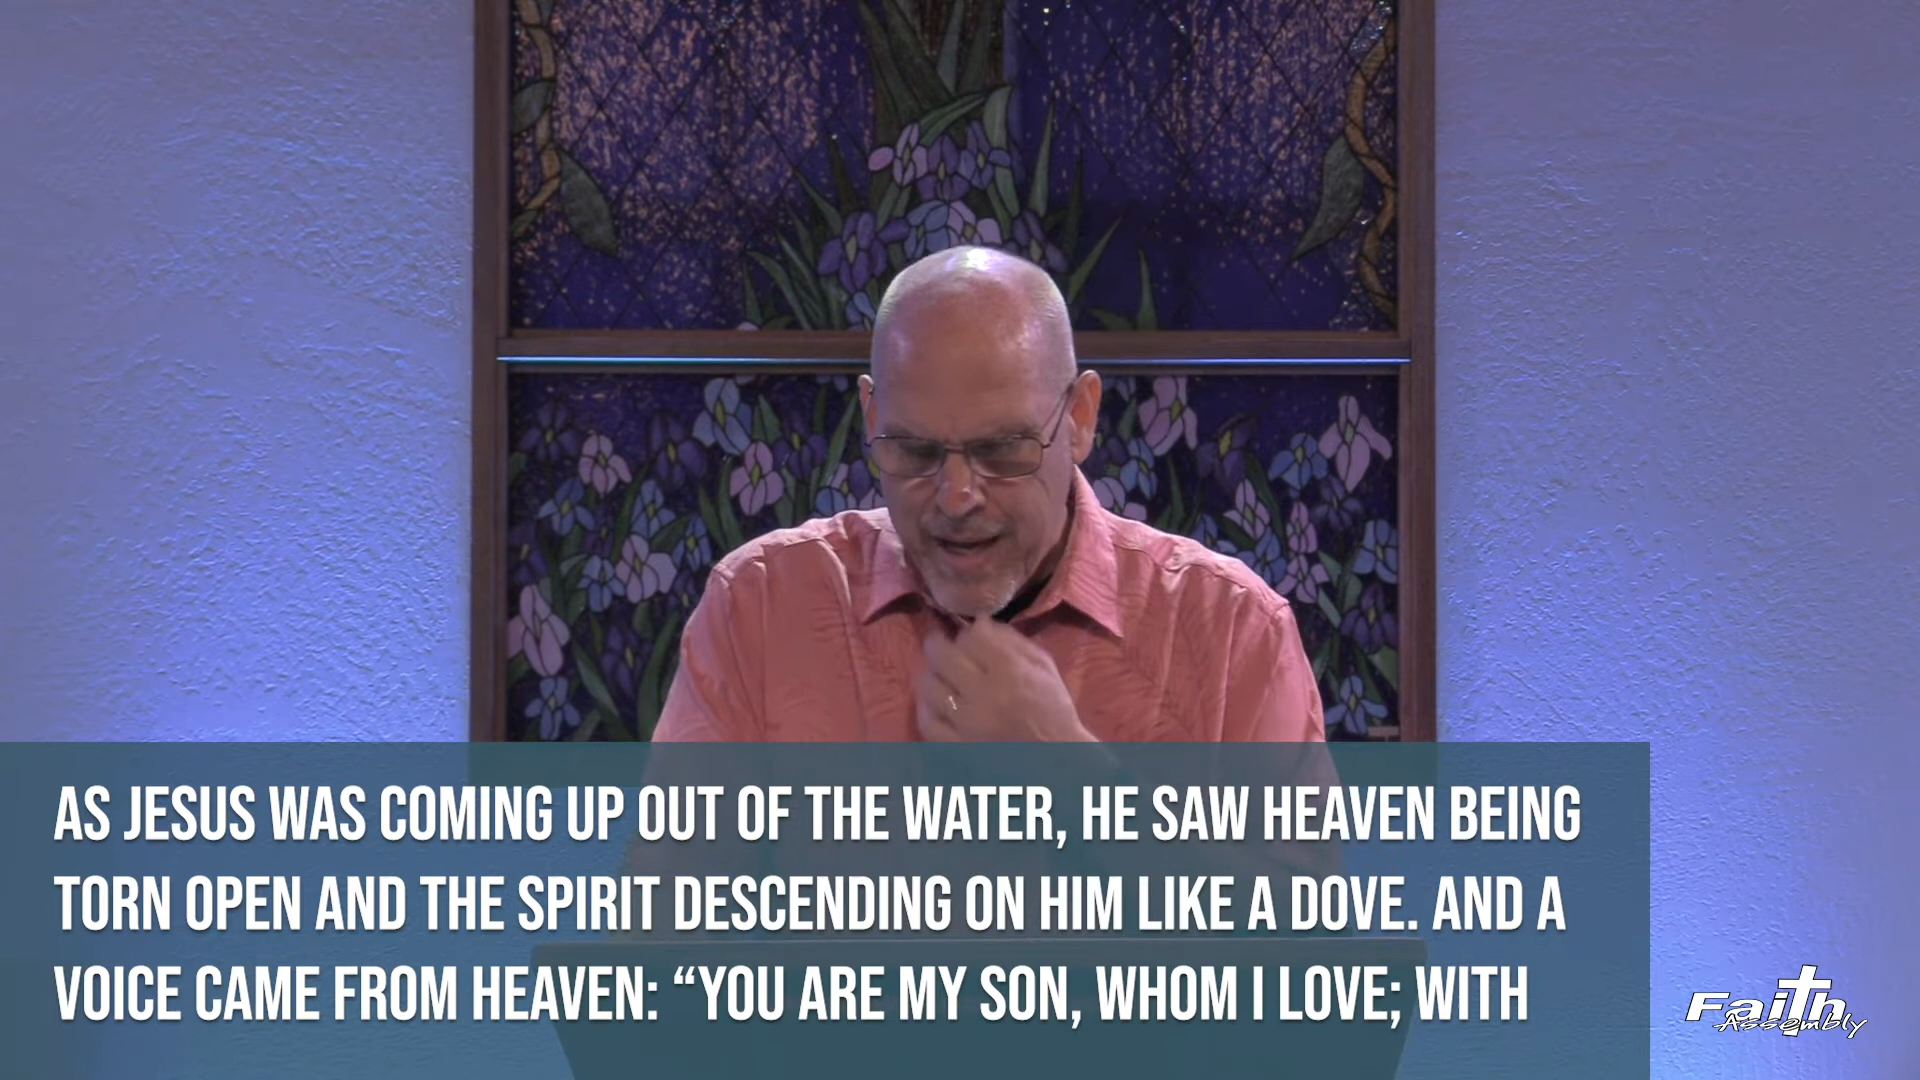 AS JESUS WAS COMING UP OUT OF THE WATER, HE SAW HEAVEN BEING
TORN OPEN AND THE SPIRIT DESCENDING ON HIM LIKE A DOVE. AND A
VOICE CAME FROM HEAVEN: “YOU ARE MY SON, WHOM I LOVE; WITH
Faith
Assembly